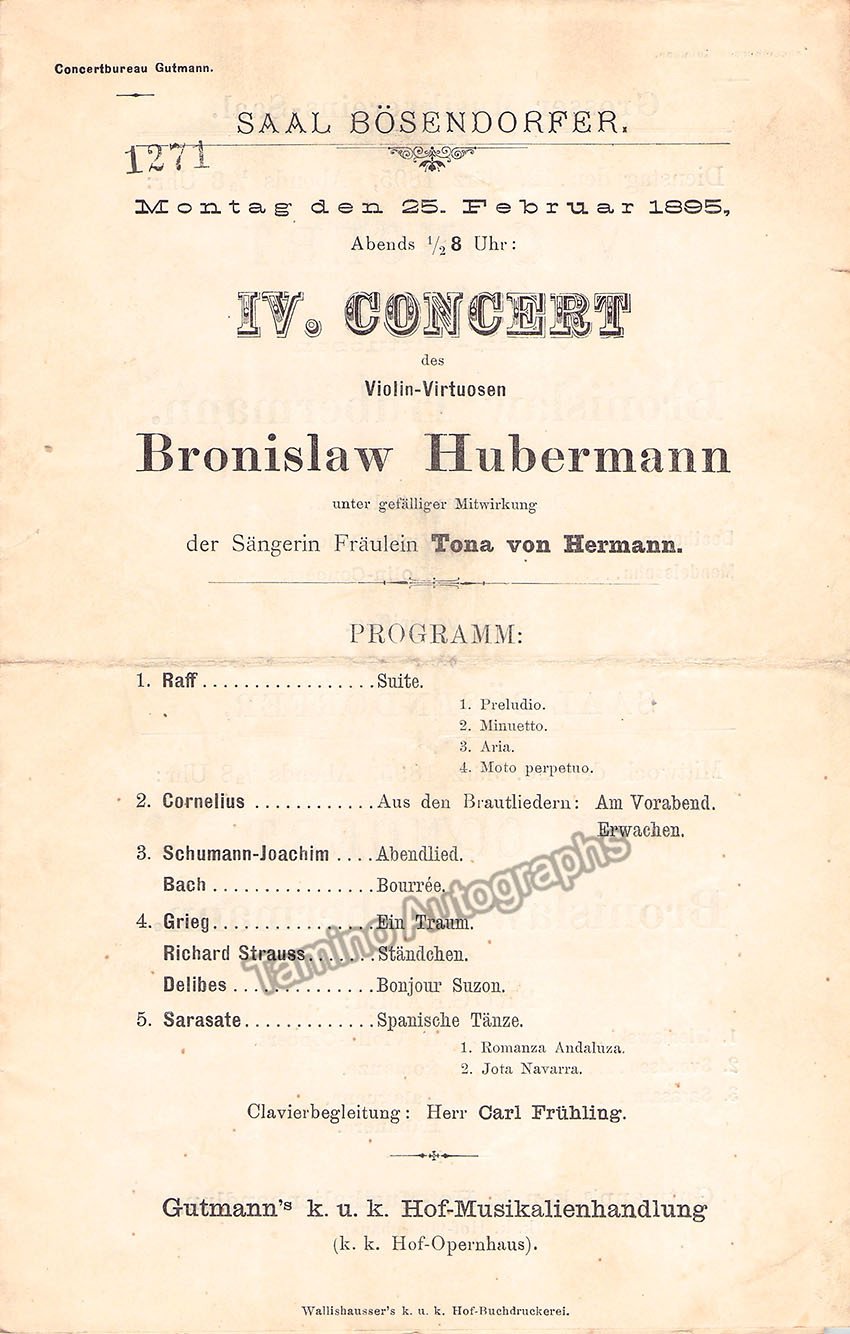 Concertbureau Gutmann.
SAAL BÖSENDORFER.
1271
Montag den 25. Februar 1895,
Abends 1/2 8 Uhr:
IV. CONCERT
des
Violin-Virtuosen
Bronislaw Hubermann
unter gefälliger Mitwirkung
der Sängerin Fräulein Tona von Hermann.
PROGRAMM:
1. Raff.................Suite.
1. Preludio.
2. Minuetto.
3. Aria.
4. Moto perpetuo.
2. Cornelius ............Aus den Brautliedern: Am Vorabend.
Erwachen.
3. Schumann-Joachim ....Abendlied.
Bach ................Bourrée.
4. Grieg................Ein Traum.
Richard Strauss.......Ständchen.
Delibes ..............Bonjour Suzon.
5. Sarasate.............Spanische Tänze.
1. Romanza Andaluza.
2. Jota Navarra.
Clavierbegleitung: Herr Carl Frühling.
Gutmann's k. u. k. Hof-Musikalienhandlung
(k. k. Hof-Opernhaus).
Wallishausser's k. u. k. Hof-Buchdruckerei.
Tamino Autographs